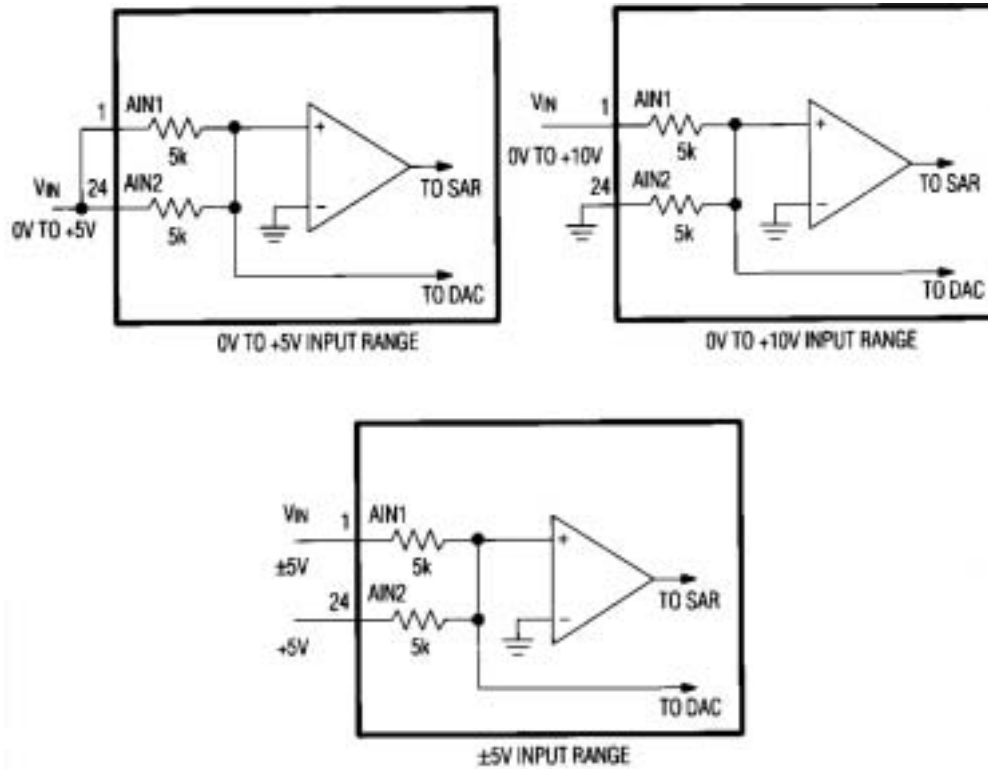 1
AIN1
5k
+
VIN
24
AIN2
5k
−
0V TO +5V
TO SAR
TO DAC
0V TO +5V INPUT RANGE
VIN
1
AIN1
5k
+
0V TO +10V
24
AIN2
5k
−
TO SAR
TO DAC
0V TO +10V INPUT RANGE
VIN
1
AIN1
5k
+
±5V
24
AIN2
5k
−
+5V
TO SAR
TO DAC
±5V INPUT RANGE